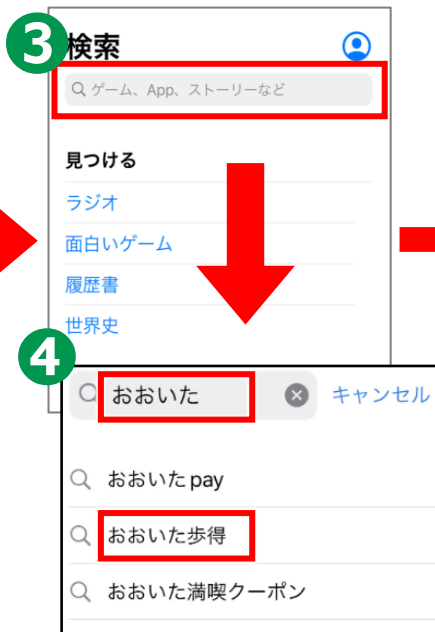 3
検索
ゲーム、App、ストーリーなど
見つける
ラジオ
面白いゲーム
履歴書
世界史
4
おおいた
キャンセル
おおいたpay
おおいた歩得
おおいた満喫クーポン